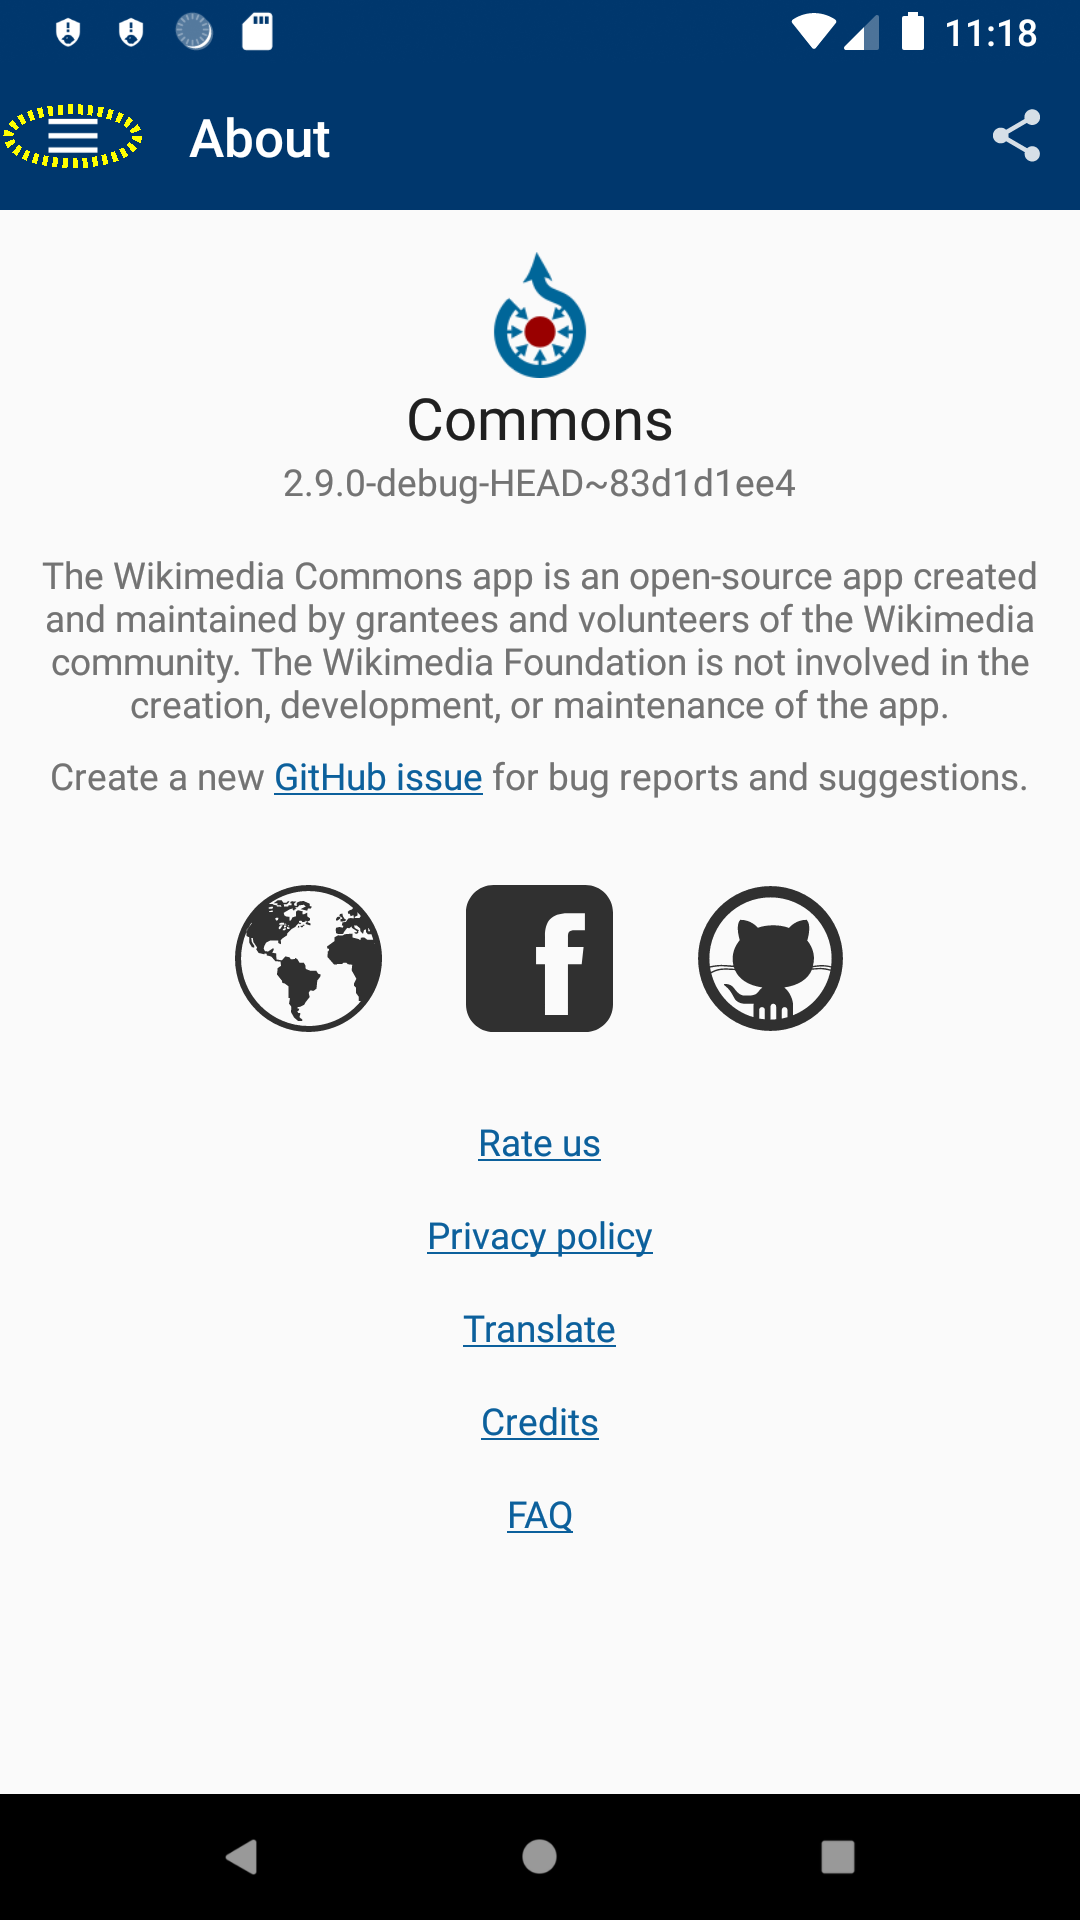 11:18
About
Commons
2.9.0-debug-HEAD~83d1d1ee4
The Wikimedia Commons app is an open-source app created
and maintained by grantees and volunteers of the Wikimedia
community. The Wikimedia Foundation is not involved in the
creation, development, or maintenance of the app.
Create a new GitHub issue for bug reports and suggestions.
Rate us
Privacy policy
Translate
Credits
FAQ